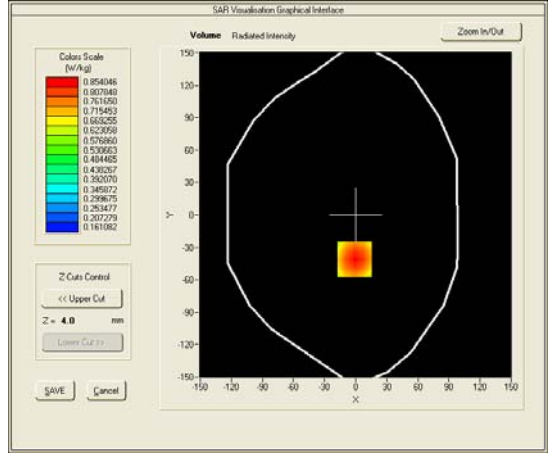 SAR Visualisation Graphical Interface
Volume Radiated Intensity
Zoom In/Out
Colors Scale
(W/kg)
0.854046
0.807848
0.761650
0.715453
0.669255
0.623058
0.576860
0.530663
0.484465
0.438267
0.392070
0.345872
0.299675
0.253477
0.207279
0.161082
Z-Cuts Control
<< Upper Cut
Z = 4.0 mm
Lower Cut >>
SAVE Cancel
150
120
90
60
30
0
-30
-60
-90
-120
-150
Y
-150 -120 -90 -60 -30 0 30 60 90 120 150
X